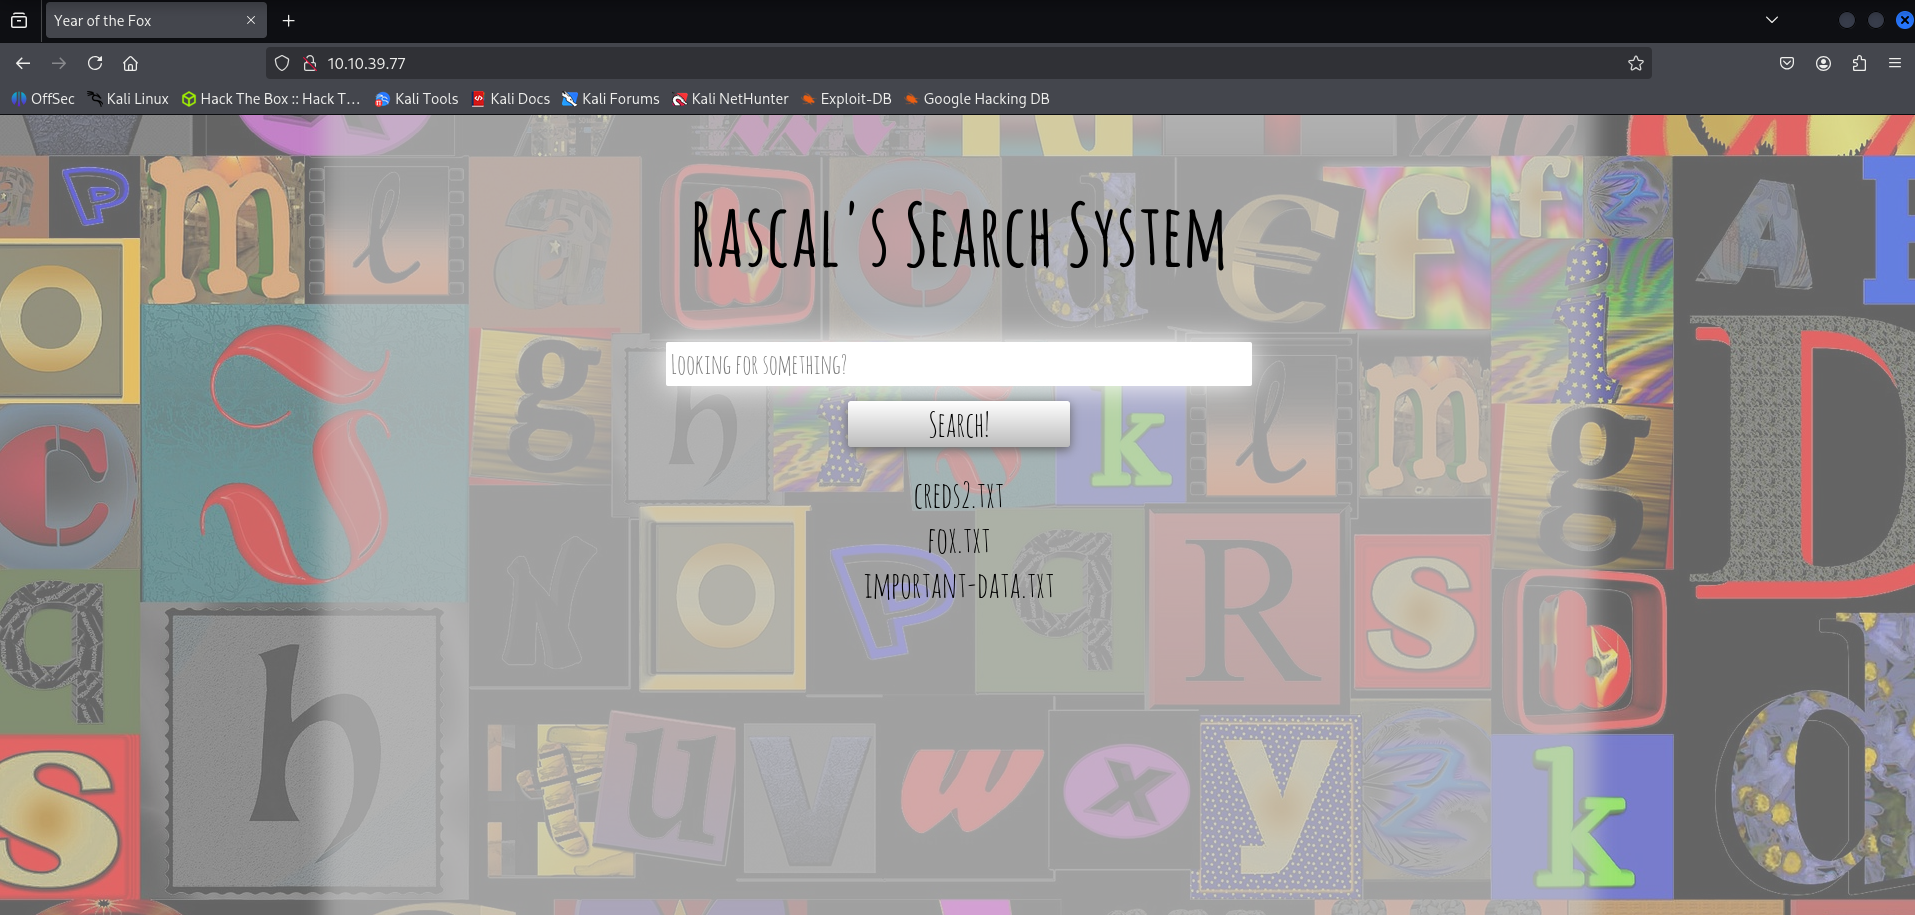 Year of the Fox
10.10.39.77
OffSec
Kali Linux
Hack The Box :: Hack T…
Kali Tools
Kali Docs
Kali Forums
Kali NetHunter
Exploit-DB
Google Hacking DB
Rascal's Search System
Looking for something?
Search!
creds2.txt
fox.txt
important-data.txt